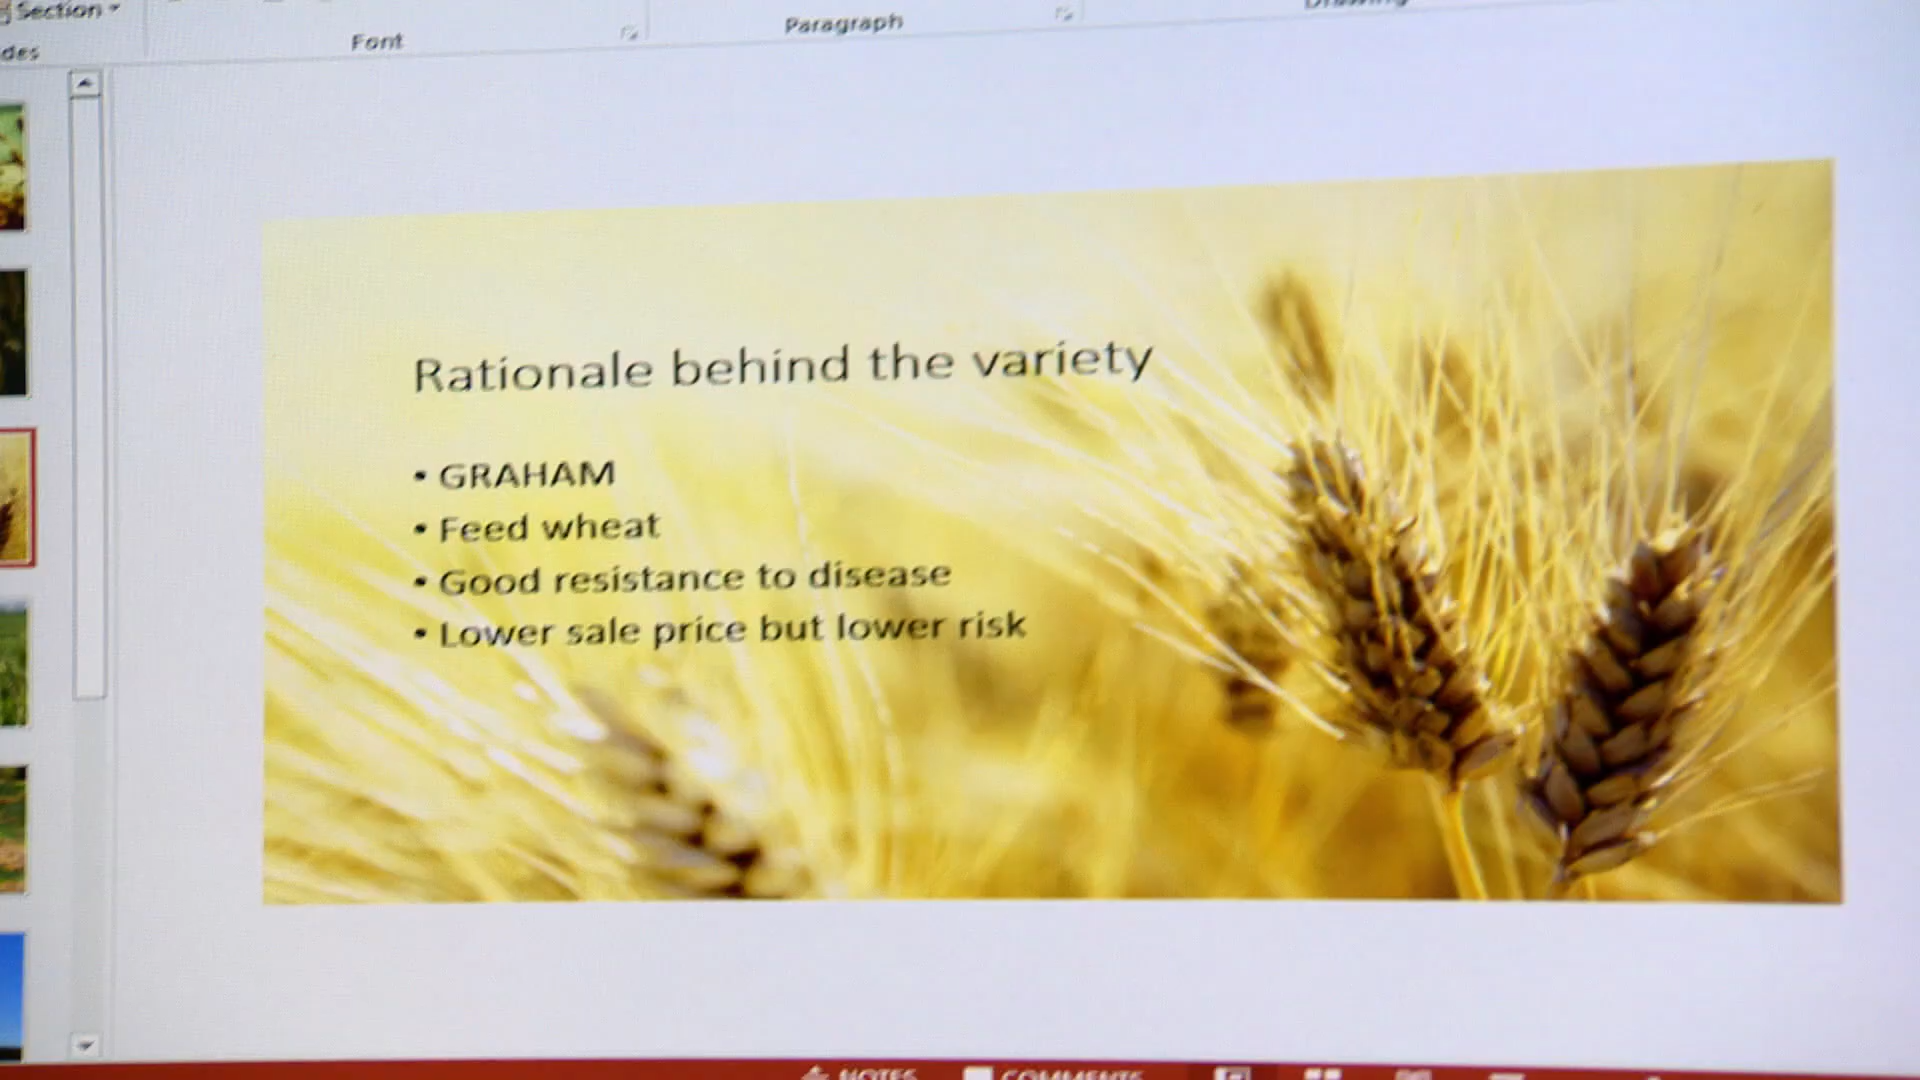 Section
des
Font
Paragraph
Drawing
Rationale behind the variety
• GRAHAM
• Feed wheat
• Good resistance to disease
• Lower sale price but lower risk
NOTES
COMMENTS